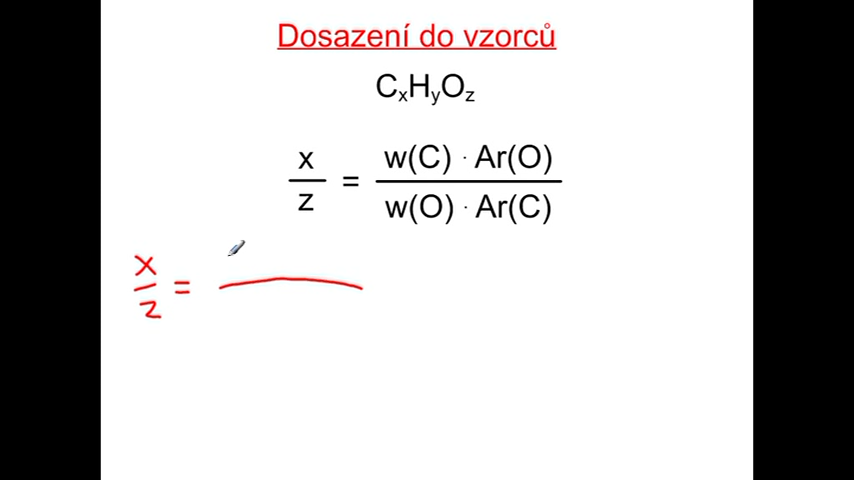 Dosazení do vzorců
CxHyOz
x/z = w(C) · Ar(O) / w(O) · Ar(C)
x/z =